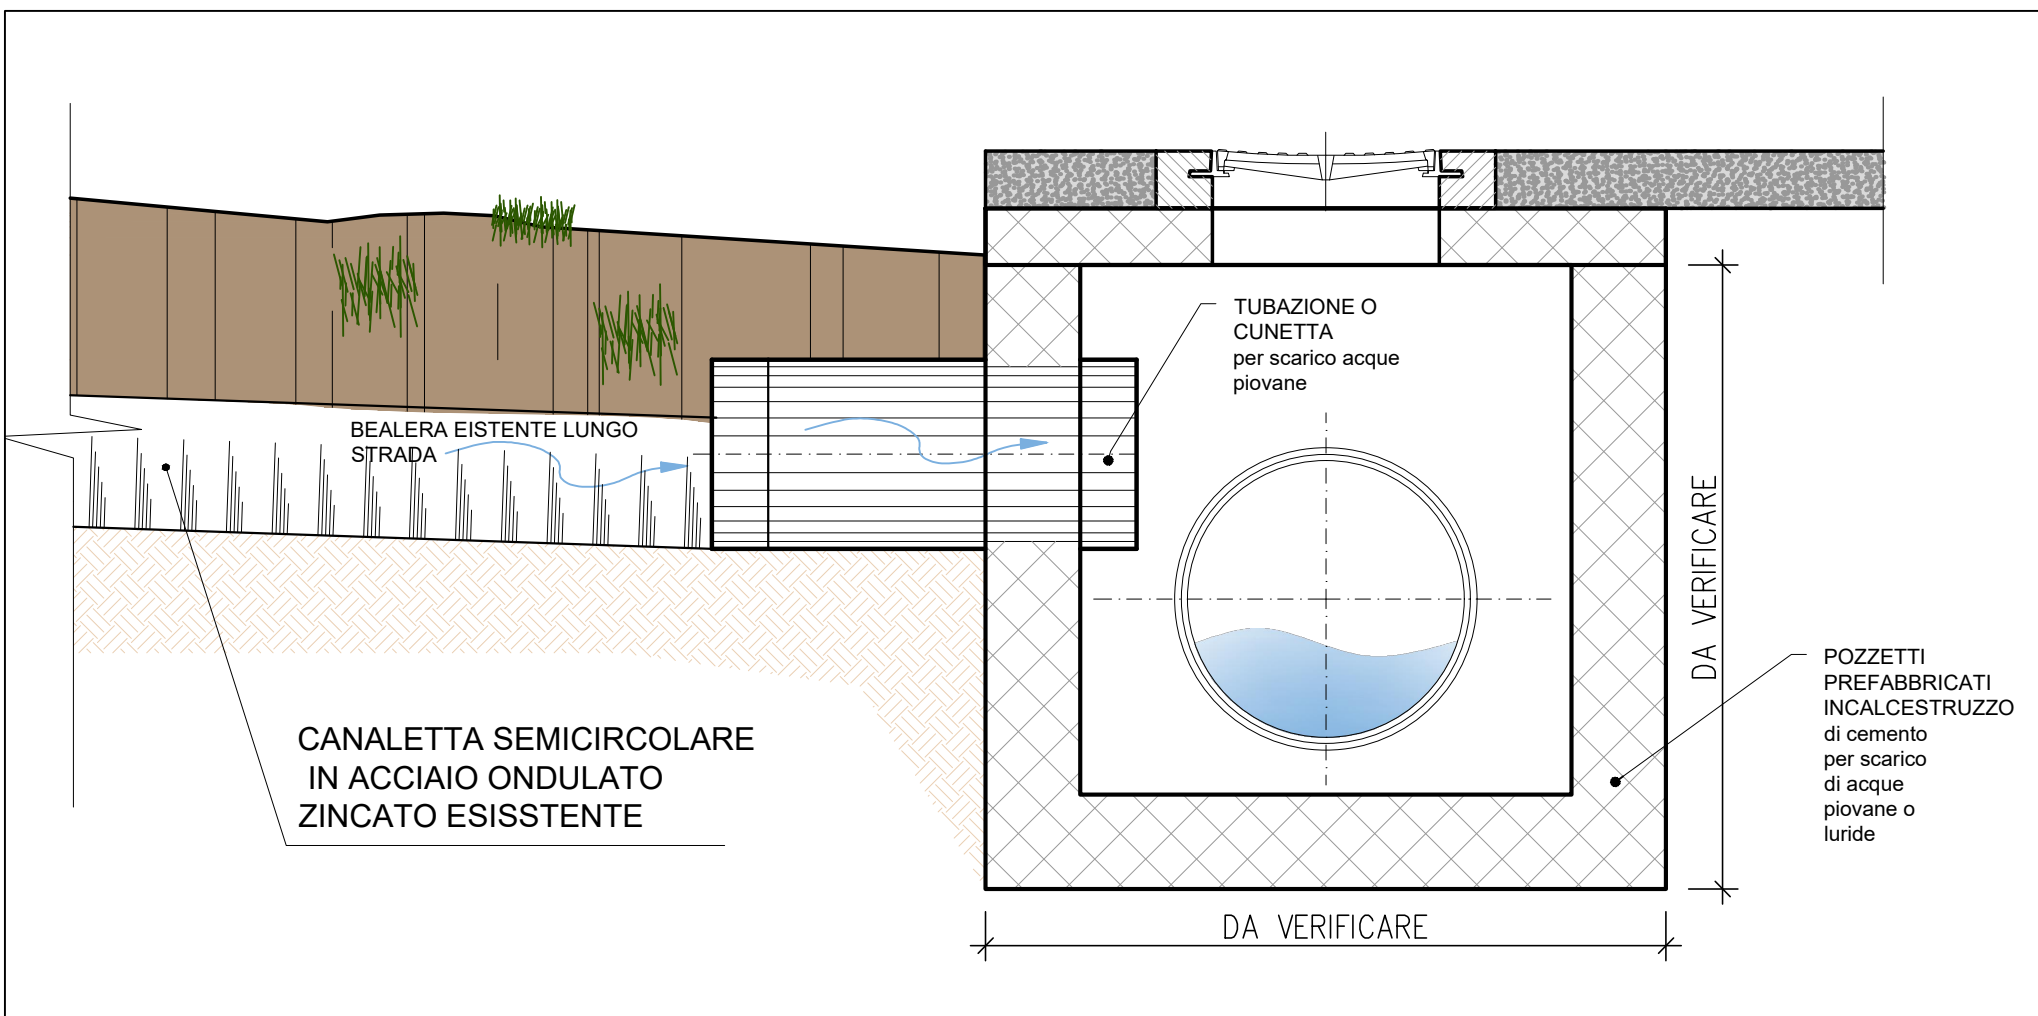 TUBAZIONE O
CUNETTA
per scarico acque
piovane
BEALERA EISTENTE LUNGO
STRADA
DA VERIFICARE
POZZETTI
PREFABBRICATI
INCALCESTRUZZO
di cemento
per scarico
di acque
piovane o
luride
CANALETTA SEMICIRCOLARE
IN ACCIAIO ONDULATO
ZINCATO ESISSTENTE
DA VERIFICARE